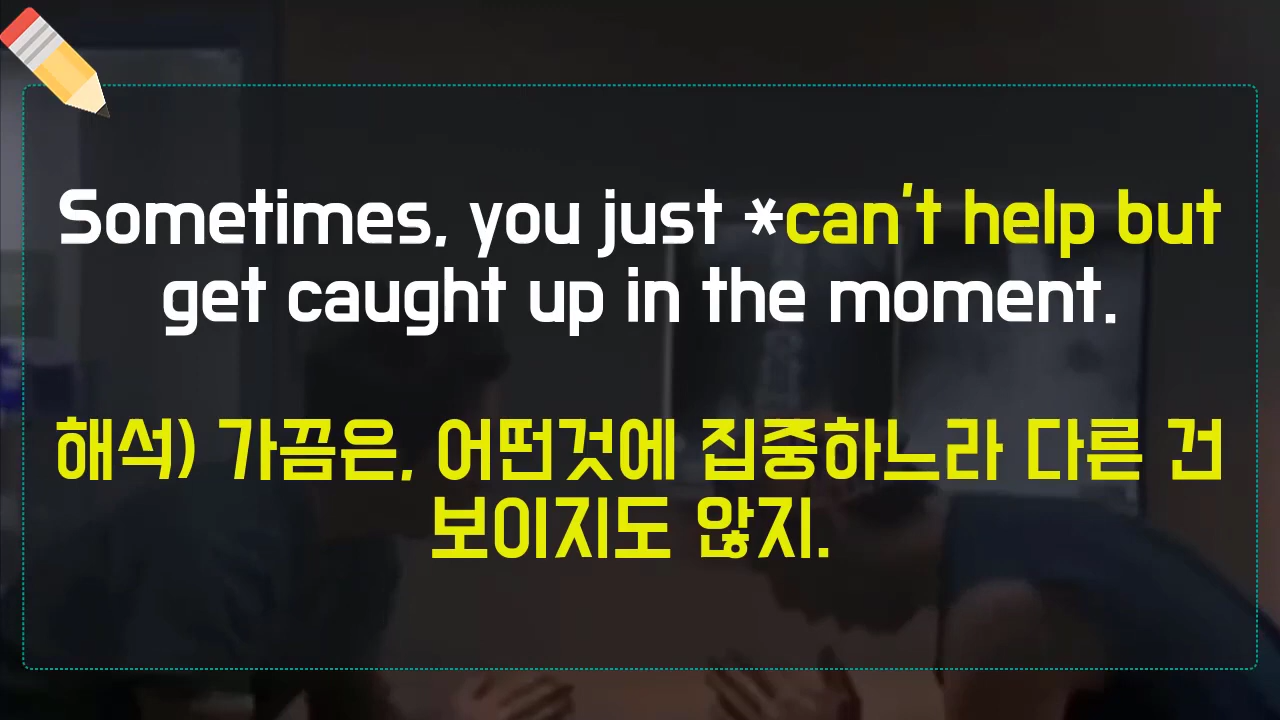 Sometimes, you just *can't help but
get caught up in the moment.
해석) 가끔은, 어떤것에 집중하느라 다른 건
보이지도 않지.